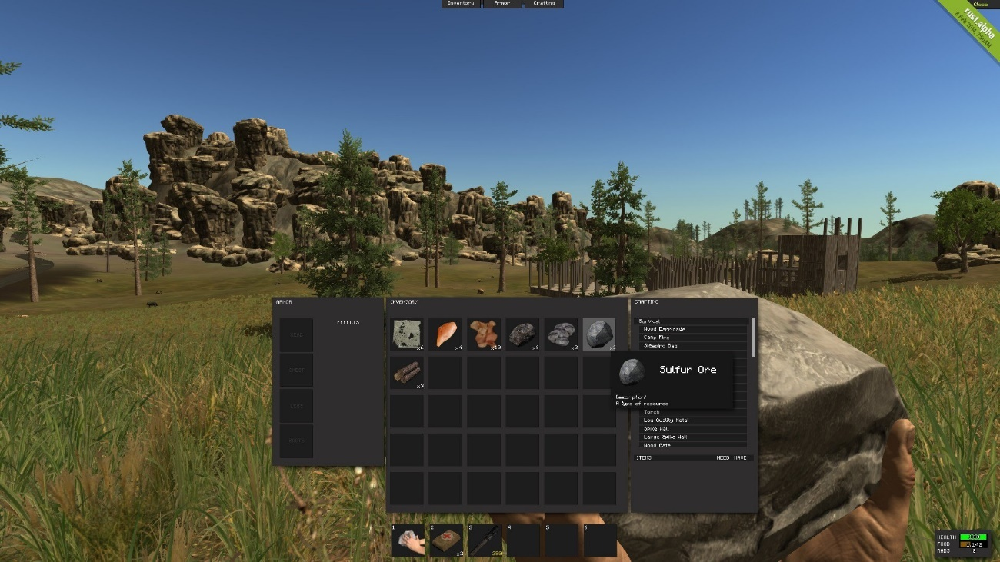 Inventory
Armor
Crafting
Close
rust.alpha
ARMOR
EFFECTS
HEAD
CHEST
LEGS
BOOTS
INVENTORY
x6
x4
x10
x5
x3
x3
CRAFTING
Survival
Wood Barricade
Camp Fire
Sleeping Bag
Sulfur Ore
Description:
A type of resource
Torch
Low Quality Metal
Spike Wall
Large Spike Wall
Wood Gate
ITEMS NEED HAVE
1
2
x2
3
250
4
5
6
HEALTH
FOOD 1,142
RADS 0